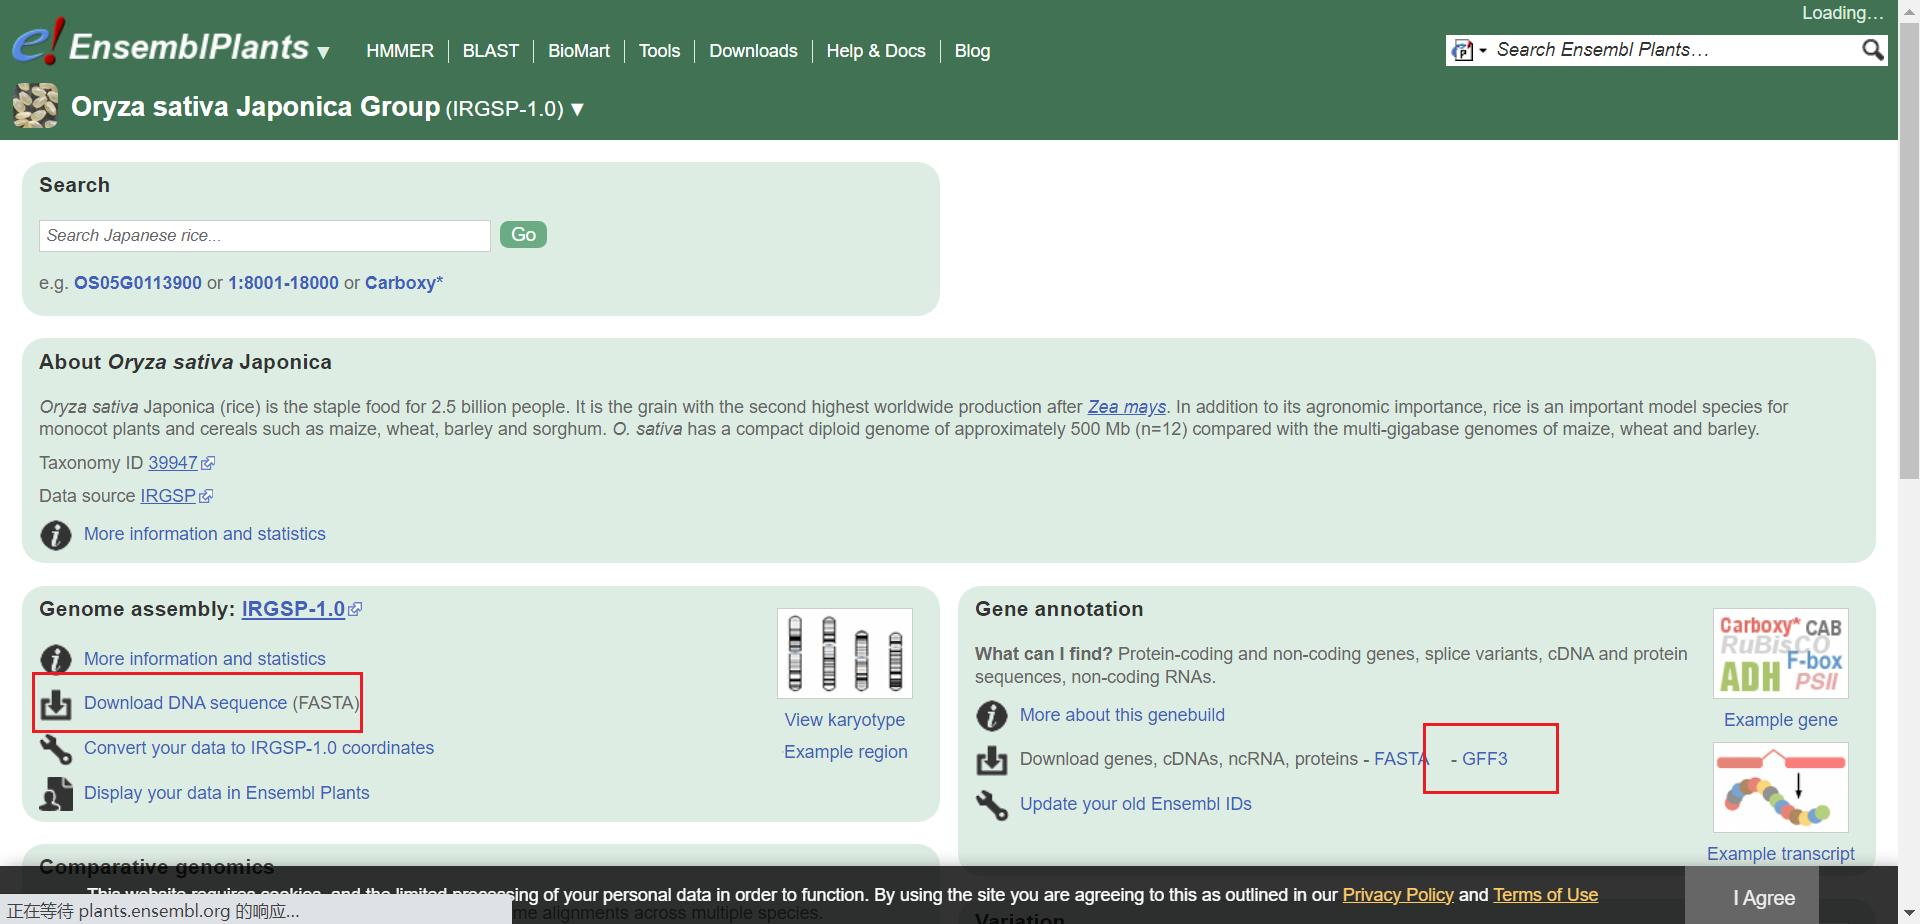 Loading…
e!EnsemblPlants ▼
HMMER
BLAST
BioMart
Tools
Downloads
Help & Docs
Blog
Search Ensembl Plants…
Oryza sativa Japonica Group (IRGSP-1.0) ▼
Search
Search Japanese rice...
Go
e.g. OS05G0113900 or 1:8001-18000 or Carboxy*
About Oryza sativa Japonica
Oryza sativa Japonica (rice) is the staple food for 2.5 billion people. It is the grain with the second highest worldwide production after Zea mays. In addition to its agronomic importance, rice is an important model species for
monocot plants and cereals such as maize, wheat, barley and sorghum. O. sativa has a compact diploid genome of approximately 500 Mb (n=12) compared with the multi-gigabase genomes of maize, wheat and barley.
Taxonomy ID 39947
Data source IRGSP
More information and statistics
Genome assembly: IRGSP-1.0
More information and statistics
Download DNA sequence (FASTA)
Convert your data to IRGSP-1.0 coordinates
Display your data in Ensembl Plants
View karyotype
Example region
Gene annotation
What can I find? Protein-coding and non-coding genes, splice variants, cDNA and protein
sequences, non-coding RNAs.
More about this genebuild
Download genes, cDNAs, ncRNA, proteins - FASTA - GFF3
Update your old Ensembl IDs
Carboxy* CAB
RuBisCO
ADH F-box
PSII
Example gene
Example transcript
Comparative genomics
This website requires cookies, and the limited processing of your personal data in order to function. By using the site you are agreeing to this as outlined in our Privacy Policy and Terms of Use
I Agree
正在等待 plants.ensembl.org 的响应...
me alignments across multiple species.
Variation